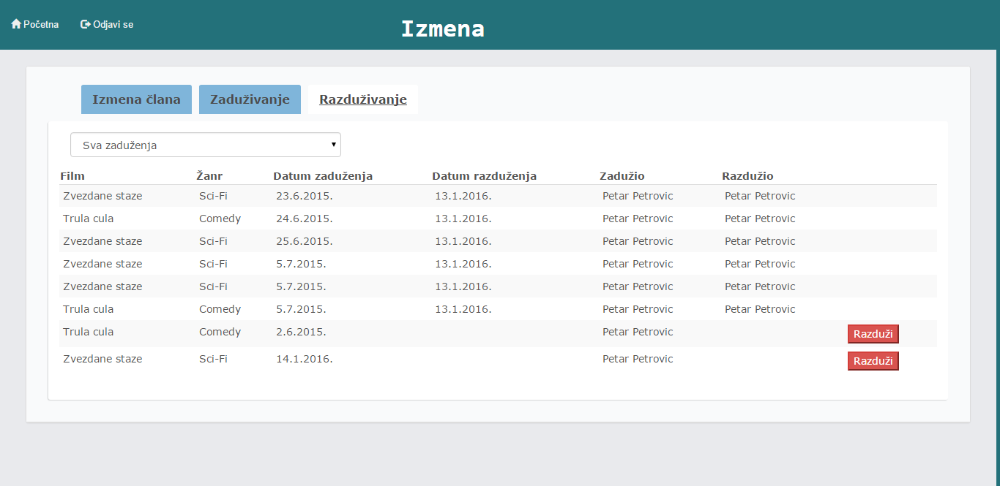 Početna Odjavi se Izmena
Izmena člana Zaduživanje Razduživanje
Sva zaduženja
Film Žanr Datum zaduženja Datum razduženja Zadužio Razdužio
Zvezdane staze Sci-Fi 23.6.2015. 13.1.2016. Petar Petrovic Petar Petrovic
Trula cula Comedy 24.6.2015. 13.1.2016. Petar Petrovic Petar Petrovic
Zvezdane staze Sci-Fi 25.6.2015. 13.1.2016. Petar Petrovic Petar Petrovic
Zvezdane staze Sci-Fi 5.7.2015. 13.1.2016. Petar Petrovic Petar Petrovic
Zvezdane staze Sci-Fi 5.7.2015. 13.1.2016. Petar Petrovic Petar Petrovic
Trula cula Comedy 5.7.2015. 13.1.2016. Petar Petrovic Petar Petrovic
Trula cula Comedy 2.6.2015. Petar Petrovic Razduži
Zvezdane staze Sci-Fi 14.1.2016. Petar Petrovic Razduži